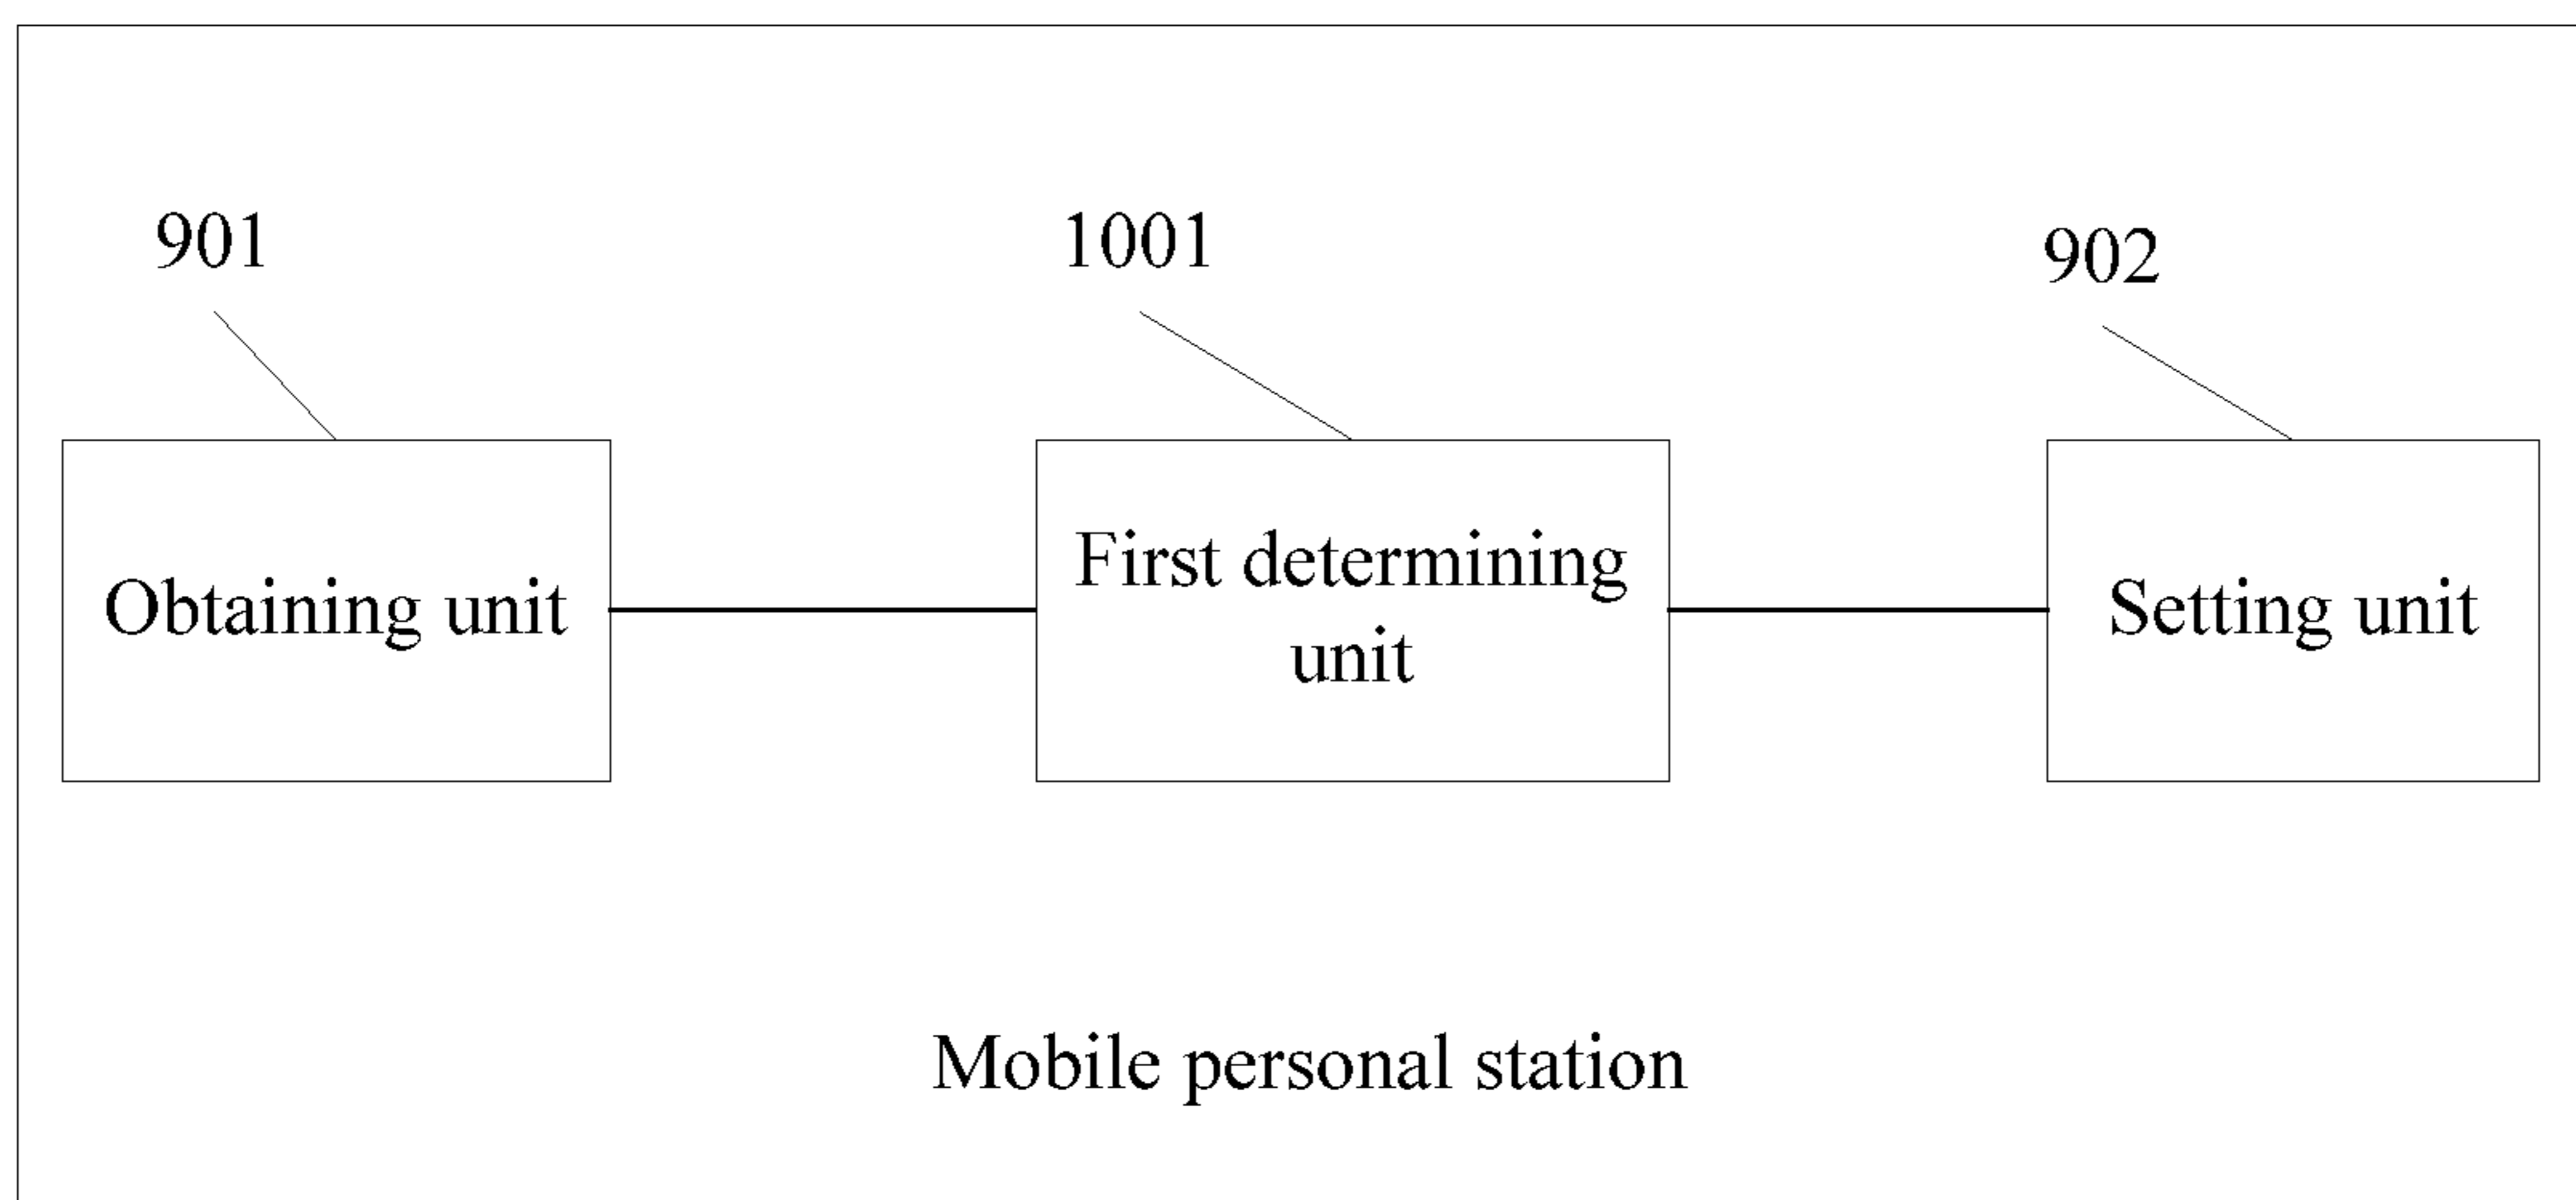 901
1001
902
Obtaining unit
First determining
unit
Setting unit
Mobile personal station